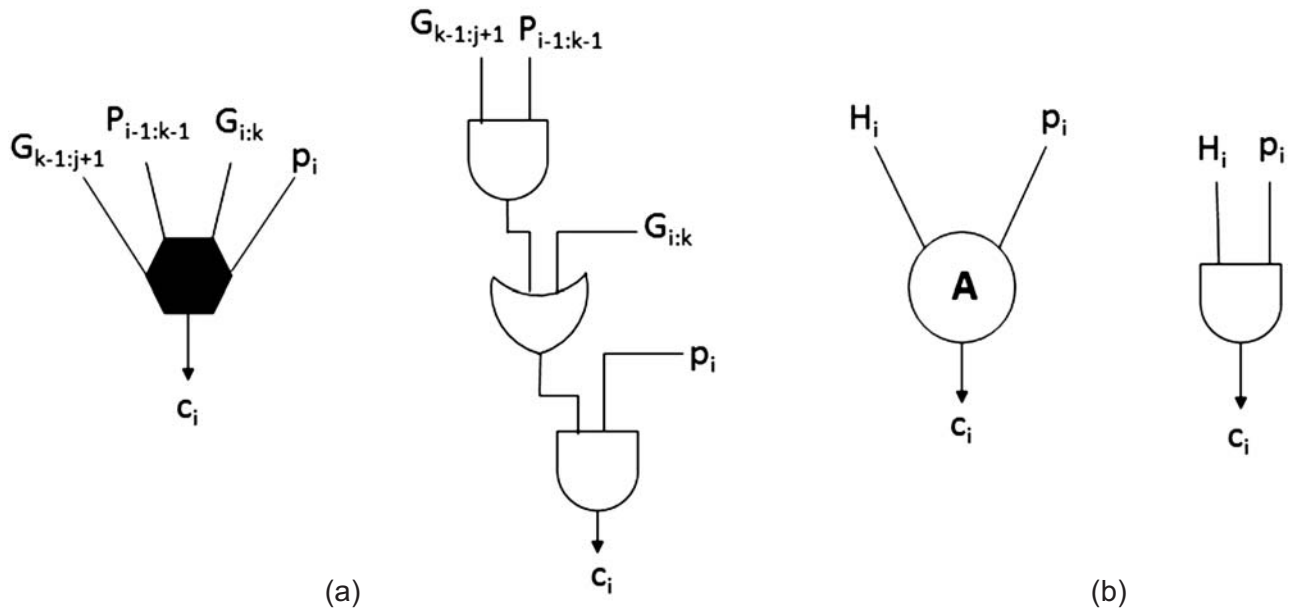 G_{k-1:j+1} P_{i-1:k-1}
P_{i-1:k-1} G_{i:k}
G_{k-1:j+1} p_i
c_i
G_{i:k}
p_i
c_i
(a)
H_i p_i
A
c_i
H_i p_i
c_i
(b)